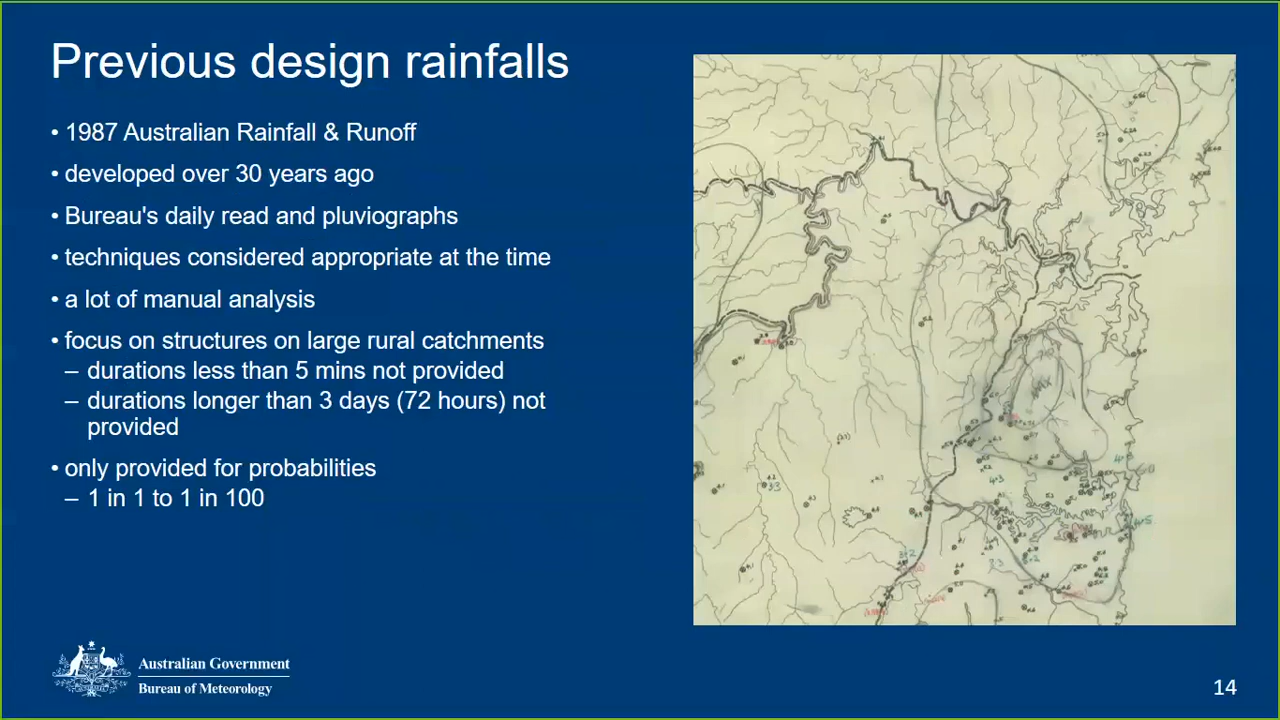 Previous design rainfalls
• 1987 Australian Rainfall & Runoff
• developed over 30 years ago
• Bureau's daily read and pluviographs
• techniques considered appropriate at the time
• a lot of manual analysis
• focus on structures on large rural catchments
– durations less than 5 mins not provided
– durations longer than 3 days (72 hours) not
provided
• only provided for probabilities
– 1 in 1 to 1 in 100
Australian Government
Bureau of Meteorology
14